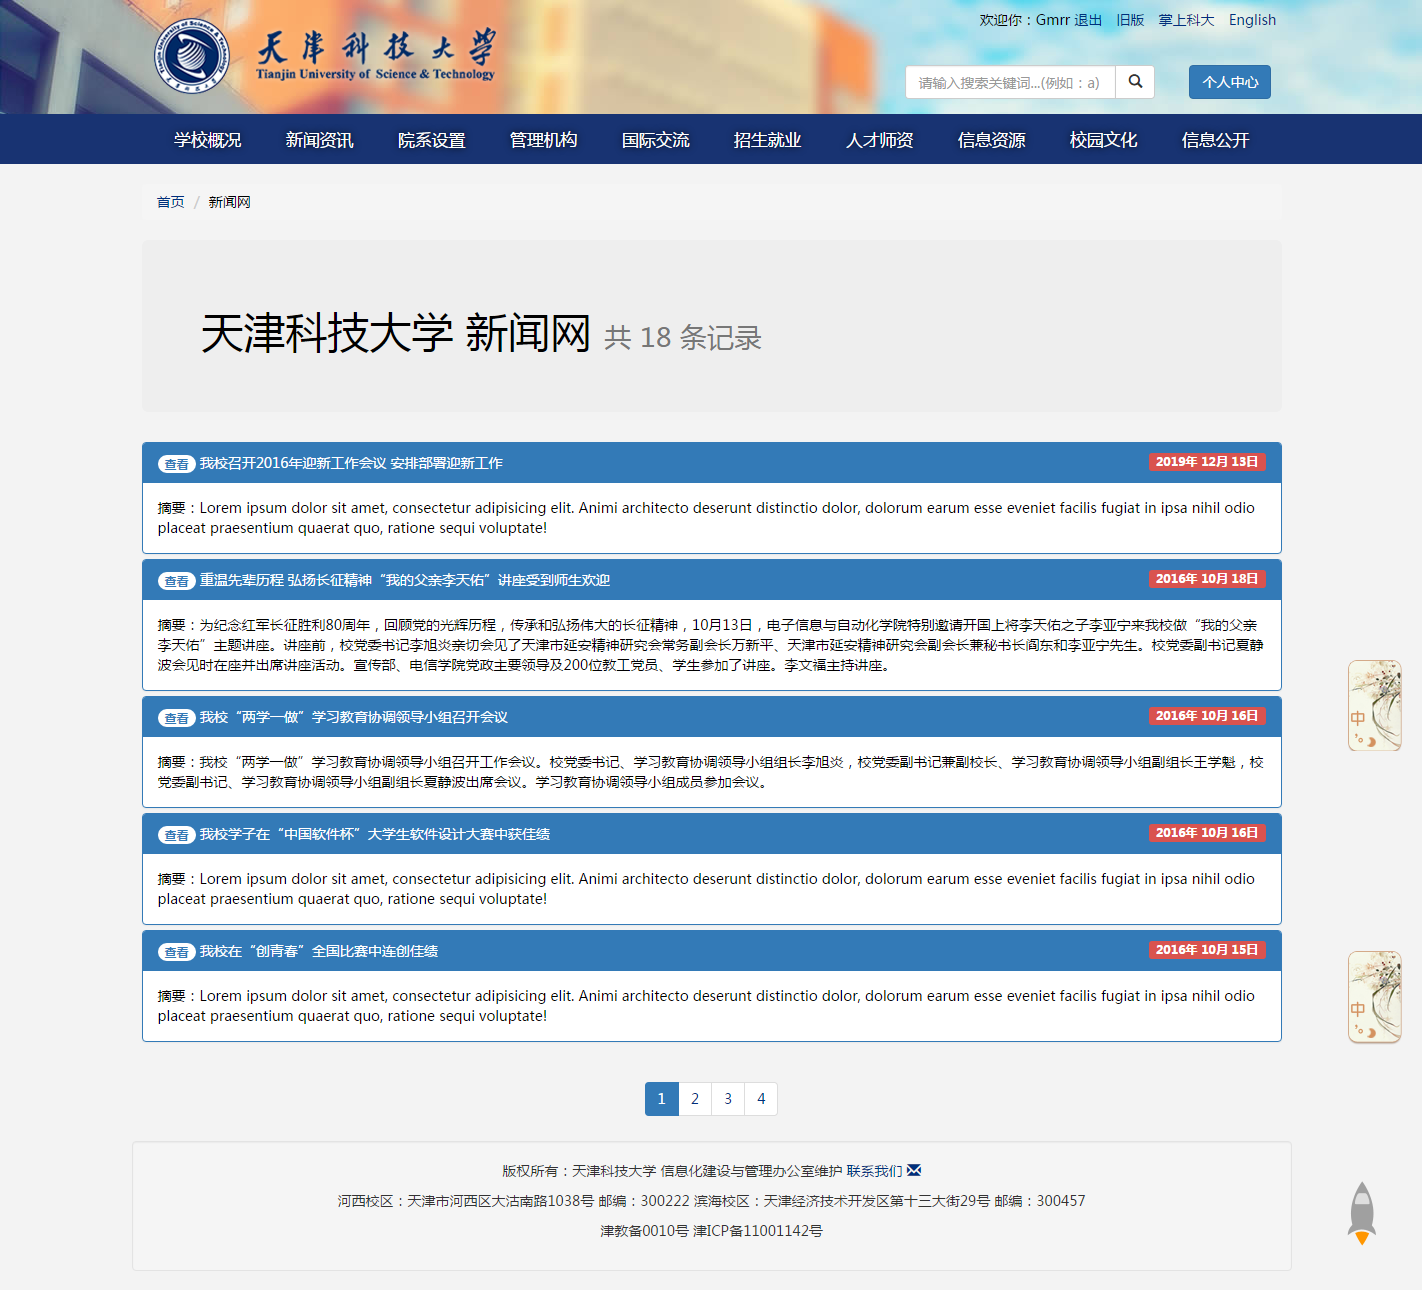 欢迎你：Gmrr 退出 旧版 掌上科大 English
天津科技大学
Tianjin University of Science & Technology
请输入搜索关键词...(例如：a)
个人中心
学校概况 新闻资讯 院系设置 管理机构 国际交流 招生就业 人才师资 信息资源 校园文化 信息公开
首页 / 新闻网
天津科技大学 新闻网 共 18 条记录
查看 我校召开2016年迎新工作会议 安排部署迎新工作 2019年 12月 13日
摘要：Lorem ipsum dolor sit amet, consectetur adipisicing elit. Animi architecto deserunt distinctio dolor, dolorum earum esse eveniet facilis fugiat in ipsa nihil odio
placeat praesentium quaerat quo, ratione sequi voluptate!
查看 重温先辈历程 弘扬长征精神“我的父亲李天佑”讲座受到师生欢迎 2016年 10月 18日
摘要：为纪念红军长征胜利80周年，回顾党的光辉历程，传承和弘扬伟大的长征精神，10月13日，电子信息与自动化学院特别邀请开国上将李天佑之子李亚宁来我校做“我的父亲
李天佑”主题讲座。讲座前，校党委书记李旭炎亲切会见了天津市延安精神研究会常务副会长万新平、天津市延安精神研究会副会长兼秘书长阎东和李亚宁先生。校党委副书记夏静
波会见时在座并出席讲座活动。宣传部、电信学院党政主要领导及200位教工党员、学生参加了讲座。李文福主持讲座。
查看 我校“两学一做”学习教育协调领导小组召开会议 2016年 10月 16日
摘要：我校“两学一做”学习教育协调领导小组召开工作会议。校党委书记、学习教育协调领导小组组长李旭炎，校党委副书记兼副校长、学习教育协调领导小组副组长王学魁，校
党委副书记、学习教育协调领导小组副组长夏静波出席会议。学习教育协调领导小组成员参加会议。
查看 我校学子在“中国软件杯”大学生软件设计大赛中获佳绩 2016年 10月 16日
摘要：Lorem ipsum dolor sit amet, consectetur adipisicing elit. Animi architecto deserunt distinctio dolor, dolorum earum esse eveniet facilis fugiat in ipsa nihil odio
placeat praesentium quaerat quo, ratione sequi voluptate!
查看 我校在“创青春”全国比赛中连创佳绩 2016年 10月 15日
摘要：Lorem ipsum dolor sit amet, consectetur adipisicing elit. Animi architecto deserunt distinctio dolor, dolorum earum esse eveniet facilis fugiat in ipsa nihil odio
placeat praesentium quaerat quo, ratione sequi voluptate!
中
中
1 2 3 4
版权所有：天津科技大学 信息化建设与管理办公室维护 联系我们
河西校区：天津市河西区大沽南路1038号 邮编：300222 滨海校区：天津经济技术开发区第十三大街29号 邮编：300457
津教备0010号 津ICP备11001142号